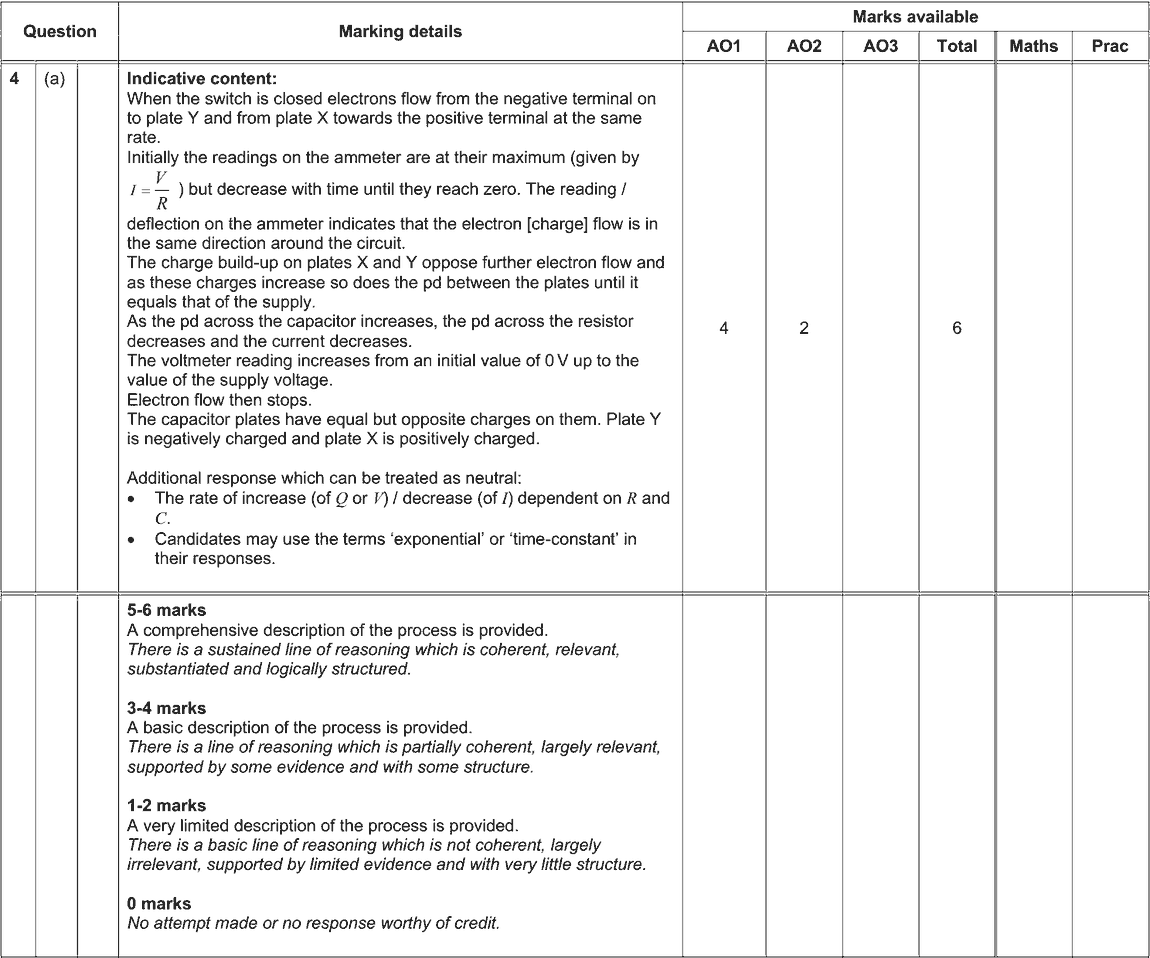 Question Marking details Marks available
AO1 AO2 AO3 Total Maths Prac
4 (a) Indicative content:
When the switch is closed electrons flow from the negative terminal on
to plate Y and from plate X towards the positive terminal at the same
rate.
Initially the readings on the ammeter are at their maximum (given by
I = V/R ) but decrease with time until they reach zero. The reading /
deflection on the ammeter indicates that the electron [charge] flow is in
the same direction around the circuit.
The charge build-up on plates X and Y oppose further electron flow and
as these charges increase so does the pd between the plates until it
equals that of the supply.
As the pd across the capacitor increases, the pd across the resistor
decreases and the current decreases.
The voltmeter reading increases from an initial value of 0 V up to the
value of the supply voltage.
Electron flow then stops.
The capacitor plates have equal but opposite charges on them. Plate Y
is negatively charged and plate X is positively charged.
Additional response which can be treated as neutral:
• The rate of increase (of Q or V) / decrease (of I) dependent on R and
C.
• Candidates may use the terms ‘exponential’ or ‘time-constant’ in
their responses.
4 2 6
5-6 marks
A comprehensive description of the process is provided.
There is a sustained line of reasoning which is coherent, relevant,
substantiated and logically structured.
3-4 marks
A basic description of the process is provided.
There is a line of reasoning which is partially coherent, largely relevant,
supported by some evidence and with some structure.
1-2 marks
A very limited description of the process is provided.
There is a basic line of reasoning which is not coherent, largely
irrelevant, supported by limited evidence and with very little structure.
0 marks
No attempt made or no response worthy of credit.